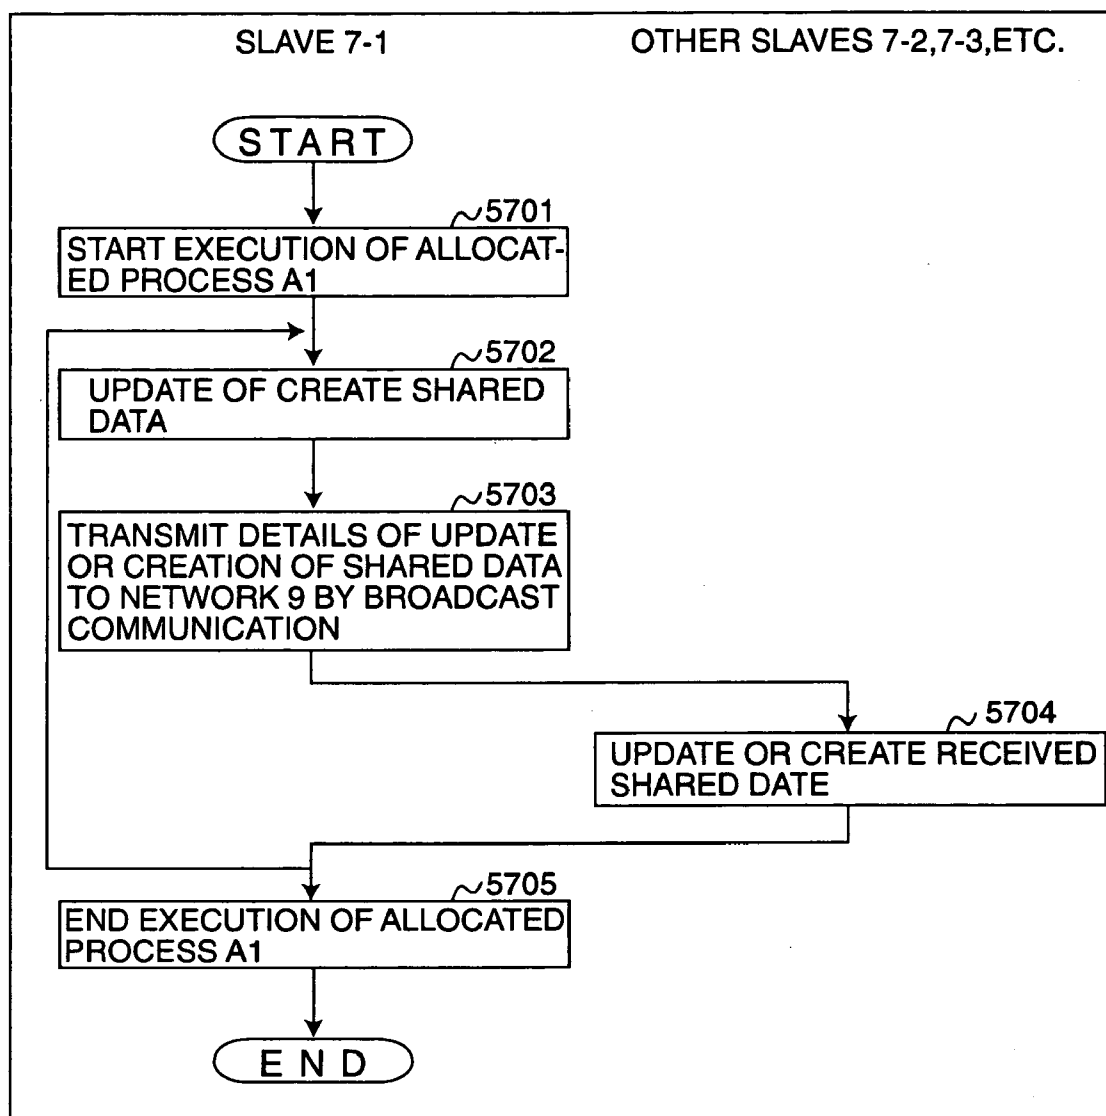 SLAVE 7-1
OTHER SLAVES 7-2,7-3,ETC.
START
5701
START EXECUTION OF ALLOCAT-
ED PROCESS A1
5702
UPDATE OF CREATE SHARED
DATA
5703
TRANSMIT DETAILS OF UPDATE
OR CREATION OF SHARED DATA
TO NETWORK 9 BY BROADCAST
COMMUNICATION
5704
UPDATE OR CREATE RECEIVED
SHARED DATE
5705
END EXECUTION OF ALLOCATED
PROCESS A1
END